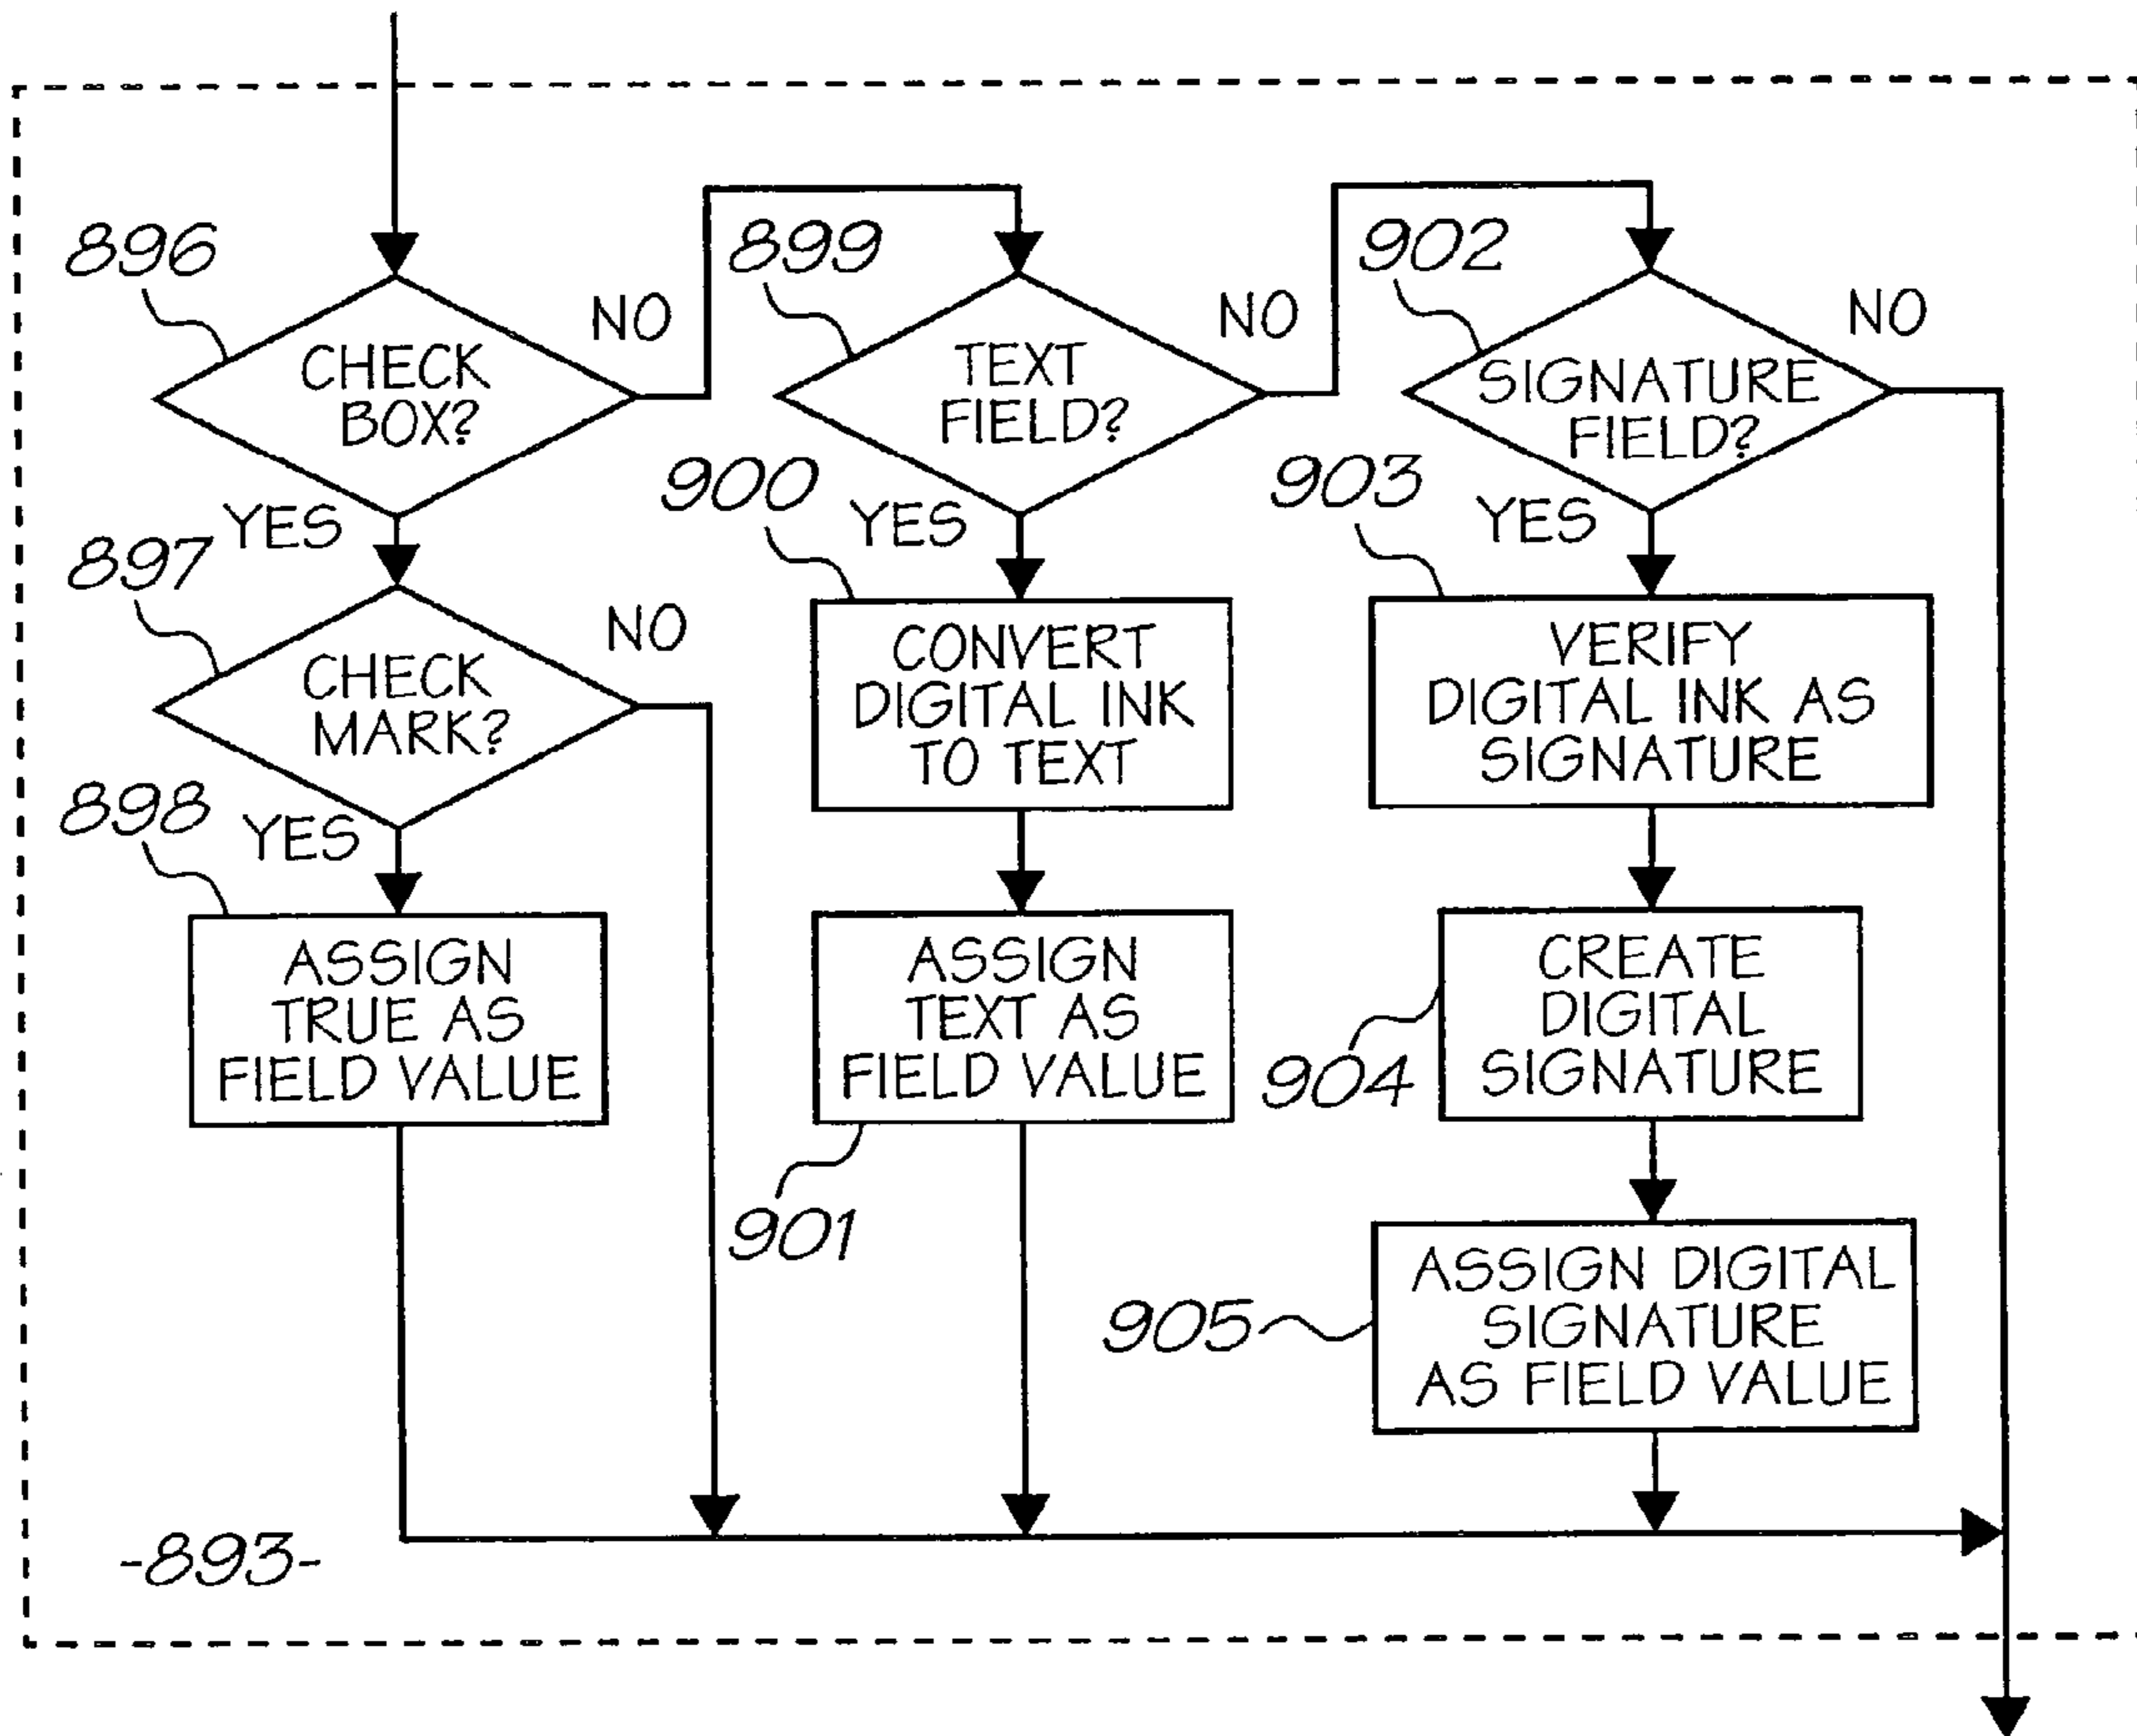 896
CHECK
BOX?
NO
YES
897
CHECK
MARK?
NO
YES
898
ASSIGN
TRUE AS
FIELD VALUE
899
TEXT
FIELD?
NO
YES
900
CONVERT
DIGITAL INK
TO TEXT
ASSIGN
TEXT AS
FIELD VALUE
901
902
SIGNATURE
FIELD?
NO
YES
903
VERIFY
DIGITAL INK AS
SIGNATURE
CREATE
DIGITAL
SIGNATURE
904
ASSIGN DIGITAL
SIGNATURE
AS FIELD VALUE
905
-893-